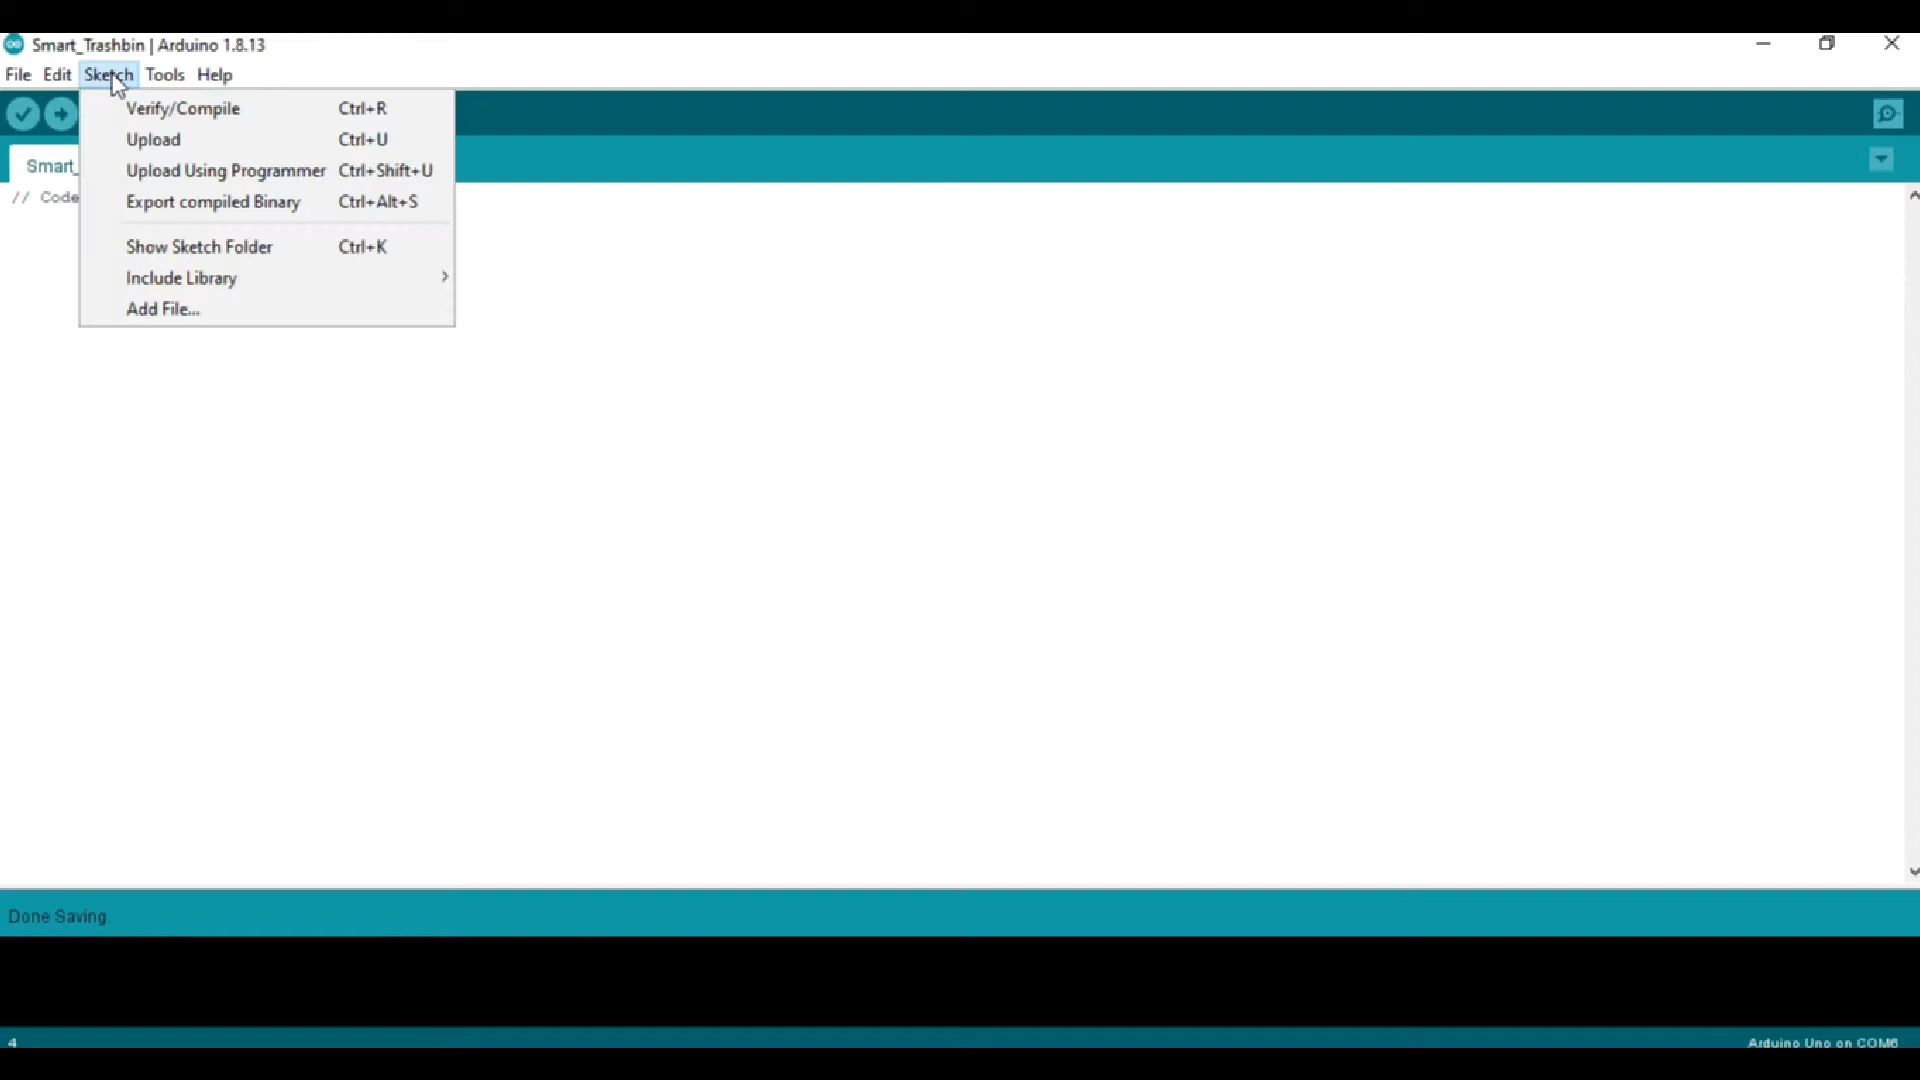 Smart_Trashbin | Arduino 1.8.13
File Edit Sketch Tools Help
Verify/Compile Ctrl+R
Upload Ctrl+U
Upload Using Programmer Ctrl+Shift+U
Export compiled Binary Ctrl+Alt+S
Show Sketch Folder Ctrl+K
Include Library
Add File...
Smart_
// Code
Done Saving.
4
Arduino Uno on COM6